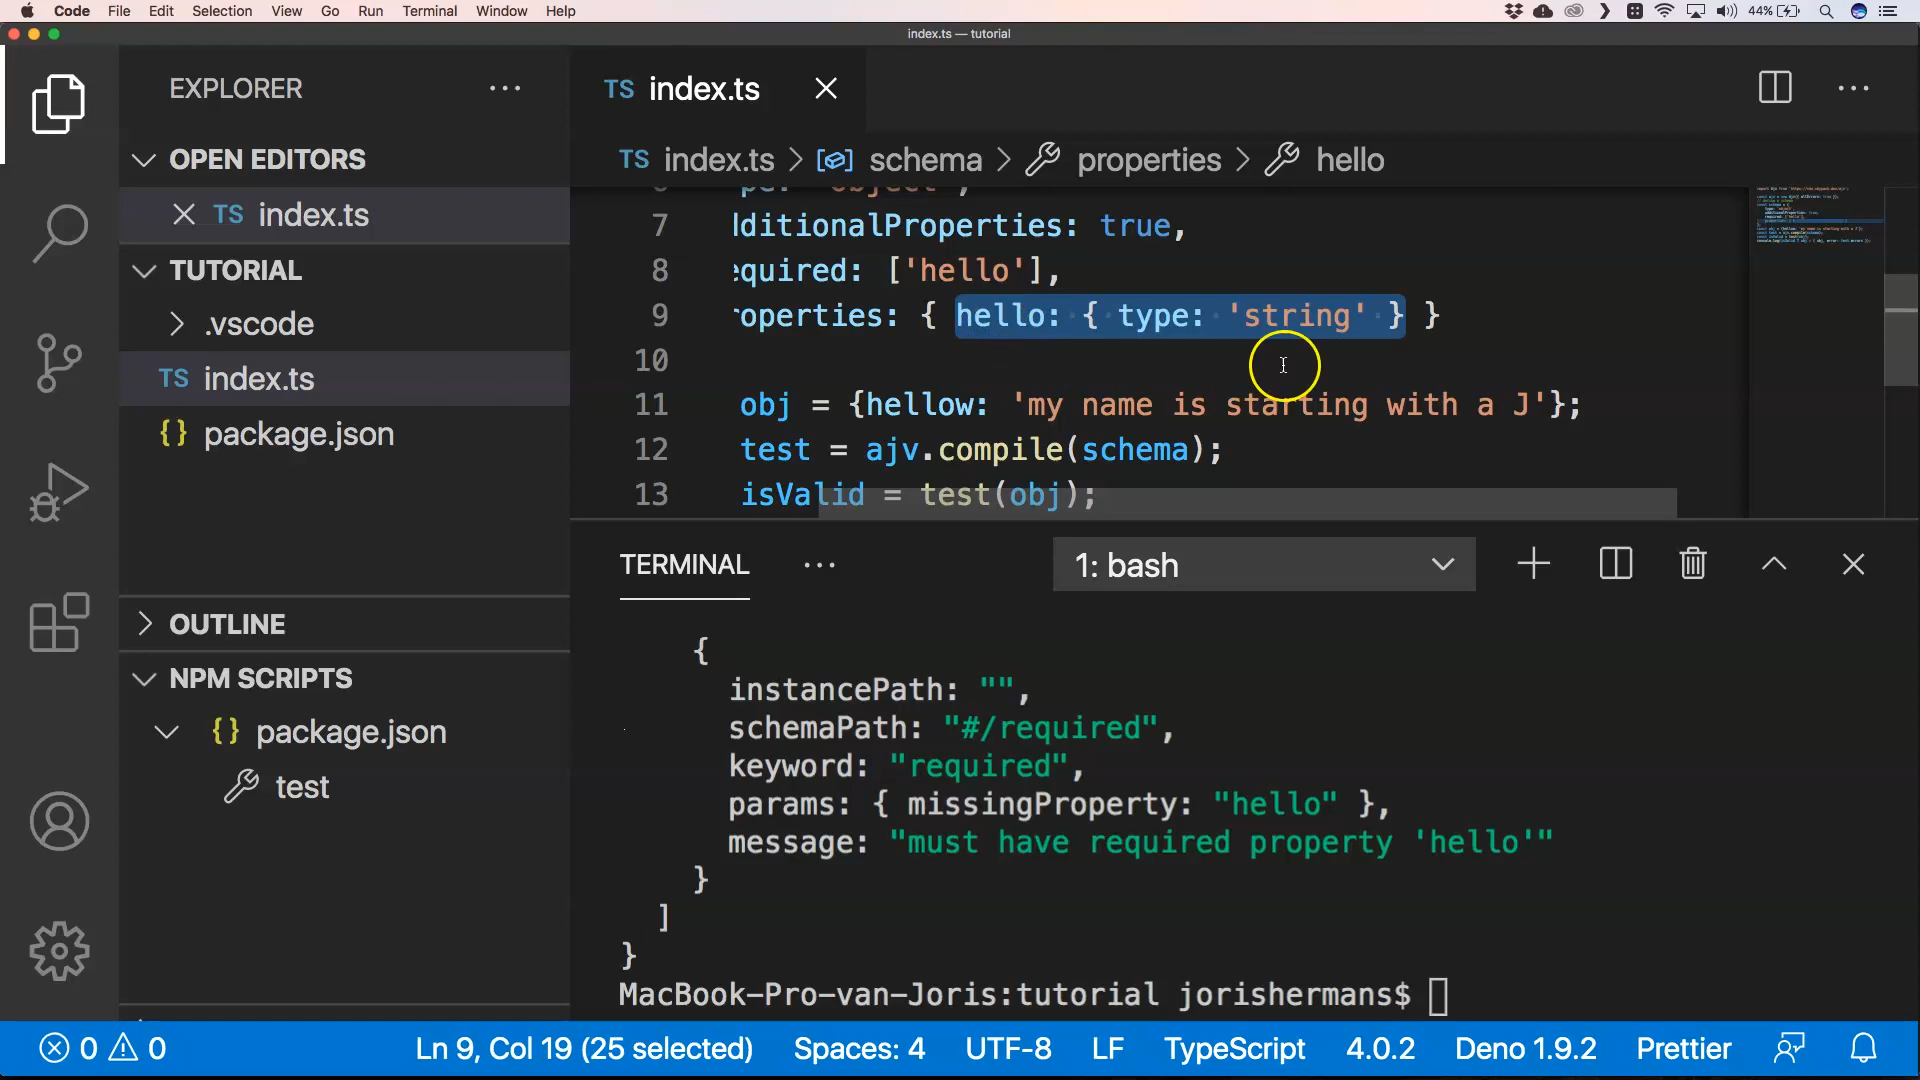 Code File Edit Selection View Go Run Terminal Window Help 44%
index.ts — tutorial
EXPLORER
OPEN EDITORS
TS index.ts
TUTORIAL
.vscode
TS index.ts
{} package.json
OUTLINE
NPM SCRIPTS
{} package.json
test
TS index.ts
TS index.ts > schema > properties > hello
7 dditionalProperties: true,
8 equired: ['hello'],
9 roperties: { hello: { type: 'string' } }
10
11 obj = {hellow: 'my name is starting with a J'};
12 test = ajv.compile(schema);
13 isValid = test(obj);
TERMINAL
1: bash
{
instancePath: "",
schemaPath: "#/required",
keyword: "required",
params: { missingProperty: "hello" },
message: "must have required property 'hello'"
}
]
}
MacBook-Pro-van-Joris:tutorial jorishermans$
0 0 Ln 9, Col 19 (25 selected) Spaces: 4 UTF-8 LF TypeScript 4.0.2 Deno 1.9.2 Prettier